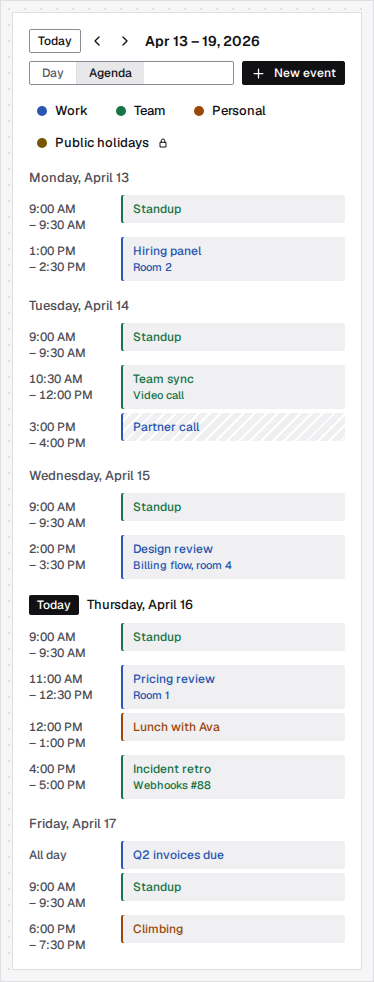 Today Apr 13 – 19, 2026
Day Agenda New event
Work Team Personal
Public holidays
Monday, April 13
9:00 AM
– 9:30 AM
Standup
1:00 PM
– 2:30 PM
Hiring panel
Room 2
Tuesday, April 14
9:00 AM
– 9:30 AM
Standup
10:30 AM
– 12:00 PM
Team sync
Video call
3:00 PM
– 4:00 PM
Partner call
Wednesday, April 15
9:00 AM
– 9:30 AM
Standup
2:00 PM
– 3:30 PM
Design review
Billing flow, room 4
Today Thursday, April 16
9:00 AM
– 9:30 AM
Standup
11:00 AM
– 12:30 PM
Pricing review
Room 1
12:00 PM
– 1:00 PM
Lunch with Ava
4:00 PM
– 5:00 PM
Incident retro
Webhooks #88
Friday, April 17
All day
Q2 invoices due
9:00 AM
– 9:30 AM
Standup
6:00 PM
– 7:30 PM
Climbing